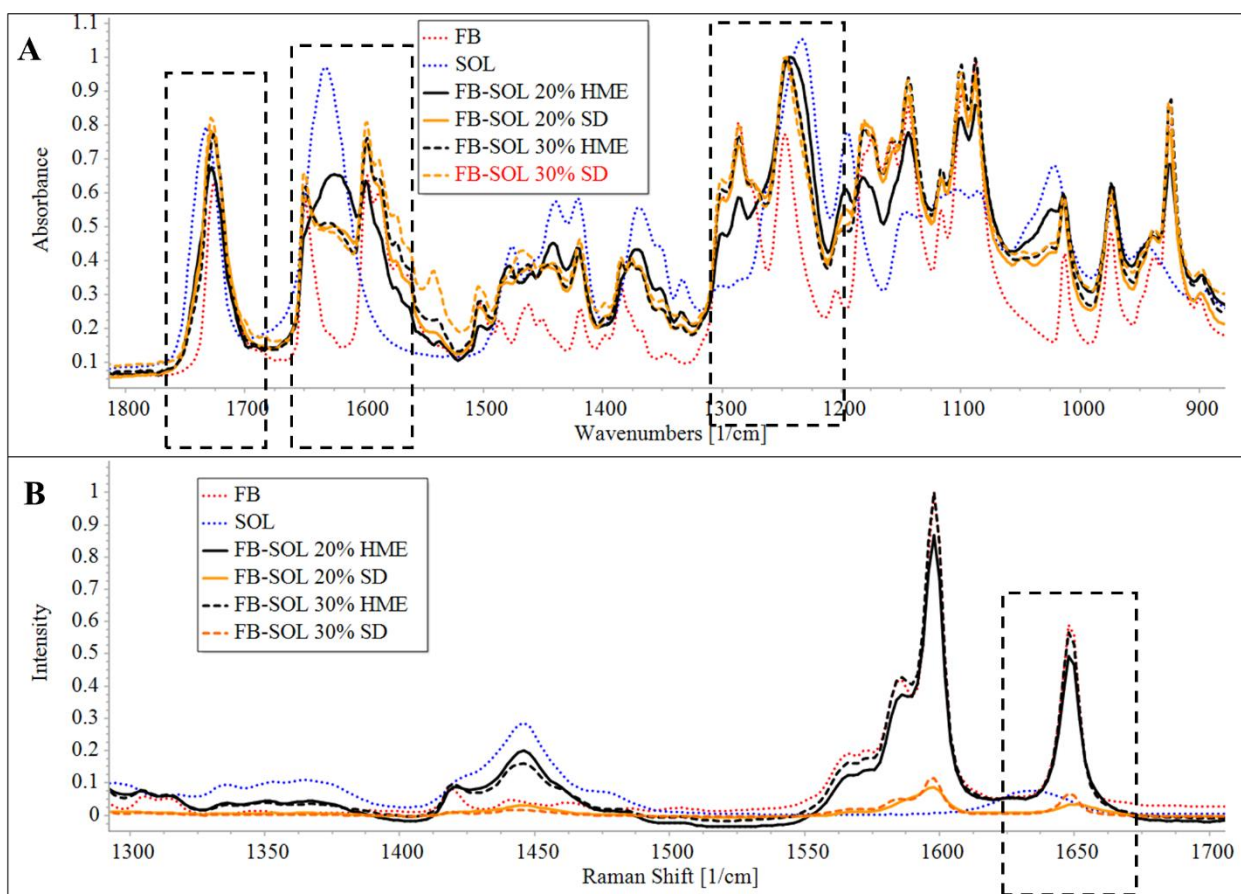 A
1.1
1
0.9
0.8
0.7
0.6
0.5
0.4
0.3
0.2
0.1
Absorbance
FB
SOL
FB-SOL 20% HME
FB-SOL 20% SD
FB-SOL 30% HME
FB-SOL 30% SD
1800 1700 1600 1500 1400 1300 1200 1100 1000 900
Wavenumbers [1/cm]
B
1
0.9
0.8
0.7
0.6
0.5
0.4
0.3
0.2
0.1
0
Intensity
FB
SOL
FB-SOL 20% HME
FB-SOL 20% SD
FB-SOL 30% HME
FB-SOL 30% SD
1300 1350 1400 1450 1500 1550 1600 1650 1700
Raman Shift [1/cm]